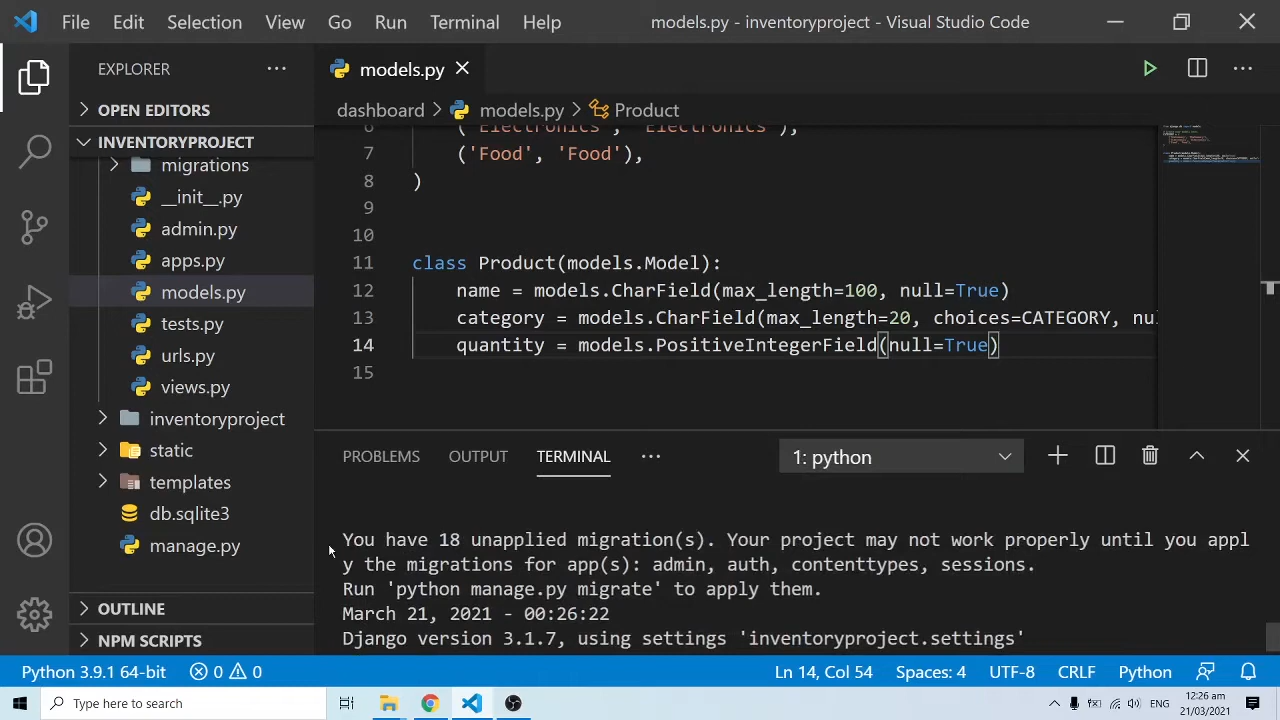 File Edit Selection View Go Run Terminal Help models.py - inventoryproject - Visual Studio Code
EXPLORER
models.py
OPEN EDITORS
dashboard > models.py > Product
INVENTORYPROJECT
migrations
__init__.py
admin.py
apps.py
models.py
tests.py
urls.py
views.py
inventoryproject
static
templates
db.sqlite3
manage.py
OUTLINE
NPM SCRIPTS
6 ('Electronics', 'Electronics'),
7 ('Food', 'Food'),
8 )
9
10
11 class Product(models.Model):
12 name = models.CharField(max_length=100, null=True)
13 category = models.CharField(max_length=20, choices=CATEGORY, nu
14 quantity = models.PositiveIntegerField(null=True)
15
PROBLEMS OUTPUT TERMINAL 1: python
You have 18 unapplied migration(s). Your project may not work properly until you appl
y the migrations for app(s): admin, auth, contenttypes, sessions.
Run 'python manage.py migrate' to apply them.
March 21, 2021 - 00:26:22
Django version 3.1.7, using settings 'inventoryproject.settings'
Python 3.9.1 64-bit 0 0 Ln 14, Col 54 Spaces: 4 UTF-8 CRLF Python
Type here to search
ENG
12:26 am
21/03/2021